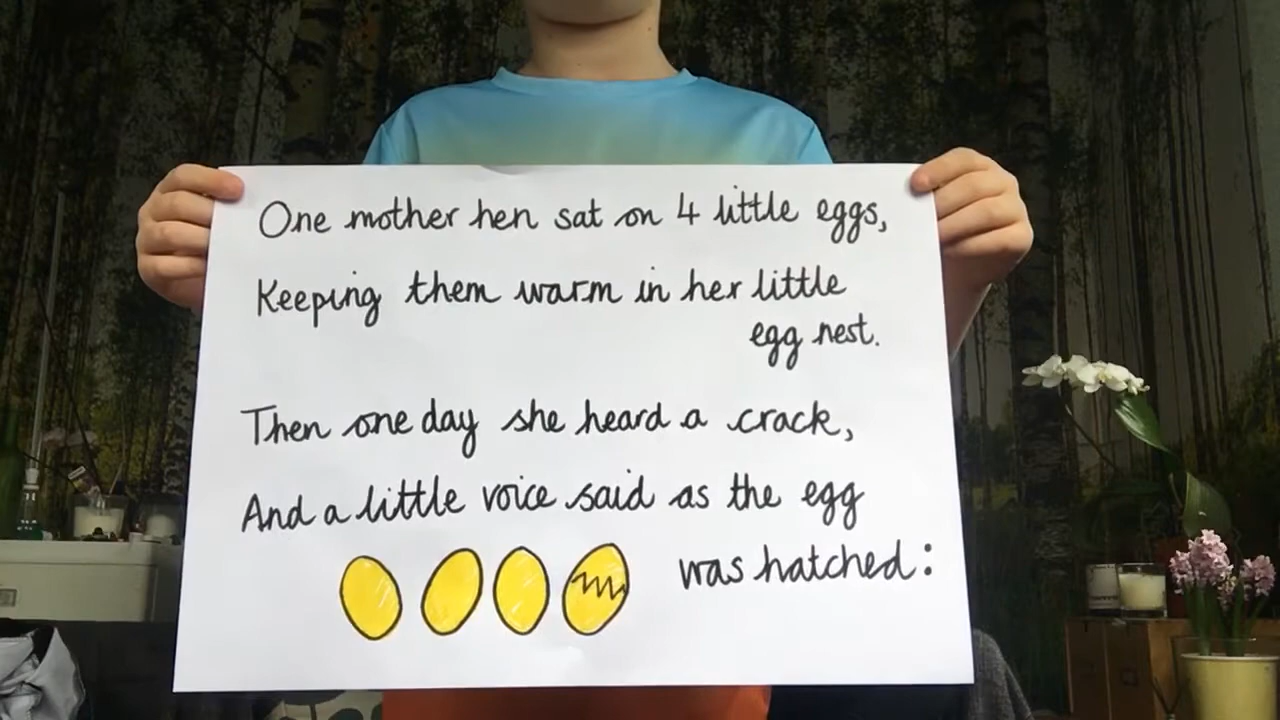 One mother hen sat on 4 little eggs,
Keeping them warm in her little
egg nest.
Then one day she heard a crack,
And a little voice said as the egg
was hatched: